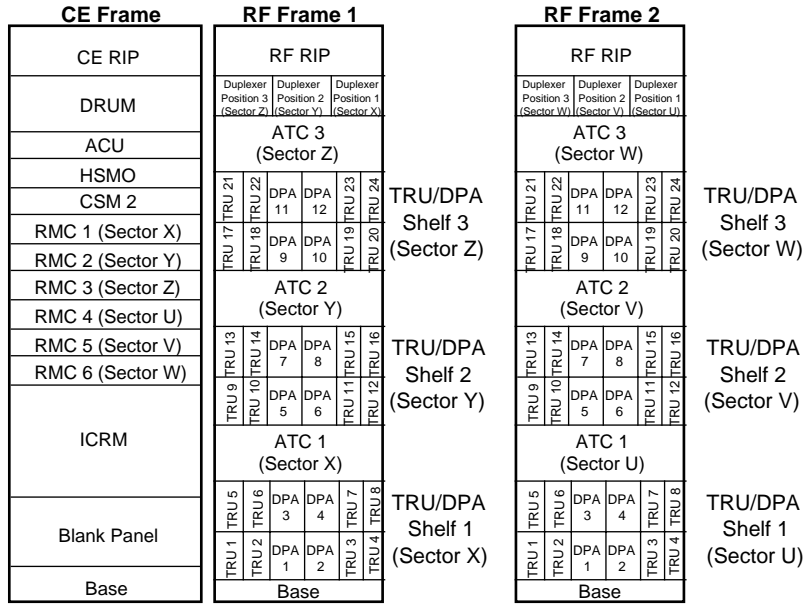 CE Frame
CE RIP
DRUM
ACU
HSMO
CSM 2
RMC 1 (Sector X)
RMC 2 (Sector Y)
RMC 3 (Sector Z)
RMC 4 (Sector U)
RMC 5 (Sector V)
RMC 6 (Sector W)
ICRM
Blank Panel
Base
RF Frame 1
RF RIP
Duplexer
Position 3
(Sector Z)
Duplexer
Position 2
(Sector Y)
Duplexer
Position 1
(Sector X)
ATC 3
(Sector Z)
TRU 21
TRU 22
DPA
11
DPA
12
TRU 23
TRU 24
TRU 17
TRU 18
DPA
9
DPA
10
TRU 19
TRU 20
TRU/DPA
Shelf 3
(Sector Z)
ATC 2
(Sector Y)
TRU 13
TRU 14
DPA
7
DPA
8
TRU 15
TRU 16
TRU 9
TRU 10
DPA
5
DPA
6
TRU 11
TRU 12
TRU/DPA
Shelf 2
(Sector Y)
ATC 1
(Sector X)
TRU 5
TRU 6
DPA
3
DPA
4
TRU 7
TRU 8
TRU 1
TRU 2
DPA
1
DPA
2
TRU 3
TRU 4
TRU/DPA
Shelf 1
(Sector X)
Base
RF Frame 2
RF RIP
Duplexer
Position 3
(Sector W)
Duplexer
Position 2
(Sector V)
Duplexer
Position 1
(Sector U)
ATC 3
(Sector W)
TRU 21
TRU 22
DPA
11
DPA
12
TRU 23
TRU 24
TRU 17
TRU 18
DPA
9
DPA
10
TRU 19
TRU 20
TRU/DPA
Shelf 3
(Sector W)
ATC 2
(Sector V)
TRU 13
TRU 14
DPA
7
DPA
8
TRU 15
TRU 16
TRU 9
TRU 10
DPA
5
DPA
6
TRU 11
TRU 12
TRU/DPA
Shelf 2
(Sector V)
ATC 1
(Sector U)
TRU 5
TRU 6
DPA
3
DPA
4
TRU 7
TRU 8
TRU 1
TRU 2
DPA
1
DPA
2
TRU 3
TRU 4
TRU/DPA
Shelf 1
(Sector U)
Base